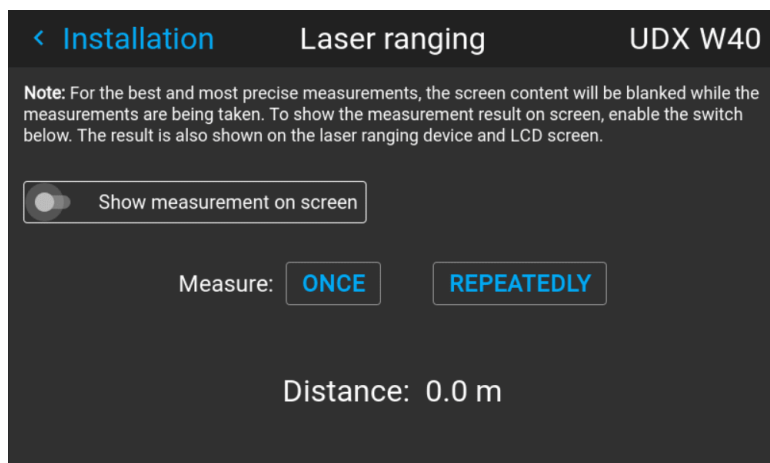 < Installation Laser ranging UDX W40
Note: For the best and most precise measurements, the screen content will be blanked while the
measurements are being taken. To show the measurement result on screen, enable the switch
below. The result is also shown on the laser ranging device and LCD screen.
Show measurement on screen
Measure: ONCE REPEATEDLY
Distance: 0.0 m